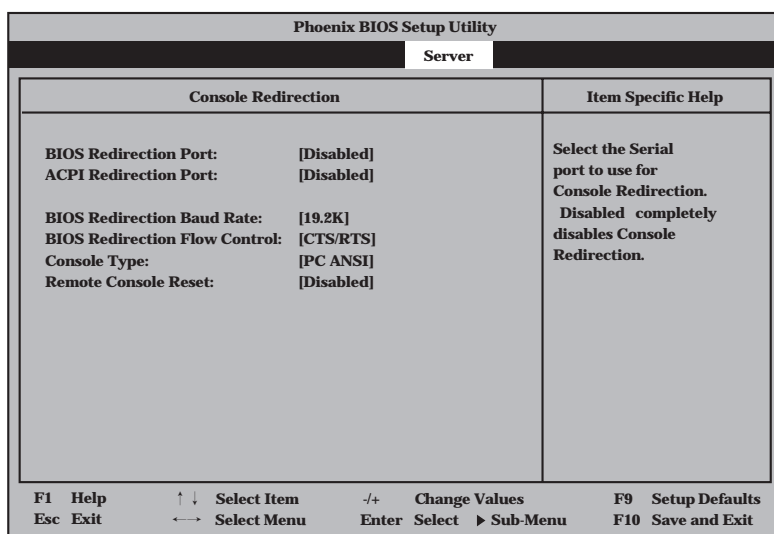 Phoenix BIOS Setup Utility
Server
Console Redirection
BIOS Redirection Port: [Disabled]
ACPI Redirection Port: [Disabled]
BIOS Redirection Baud Rate: [19.2K]
BIOS Redirection Flow Control: [CTS/RTS]
Console Type: [PC ANSI]
Remote Console Reset: [Disabled]
Item Specific Help
Select the Serial
port to use for
Console Redirection.
Disabled completely
disables Console
Redirection.
F1 Help ↑ ↓ Select Item -/+ Change Values F9 Setup Defaults
Esc Exit ←→ Select Menu Enter Select ▶ Sub-Menu F10 Save and Exit